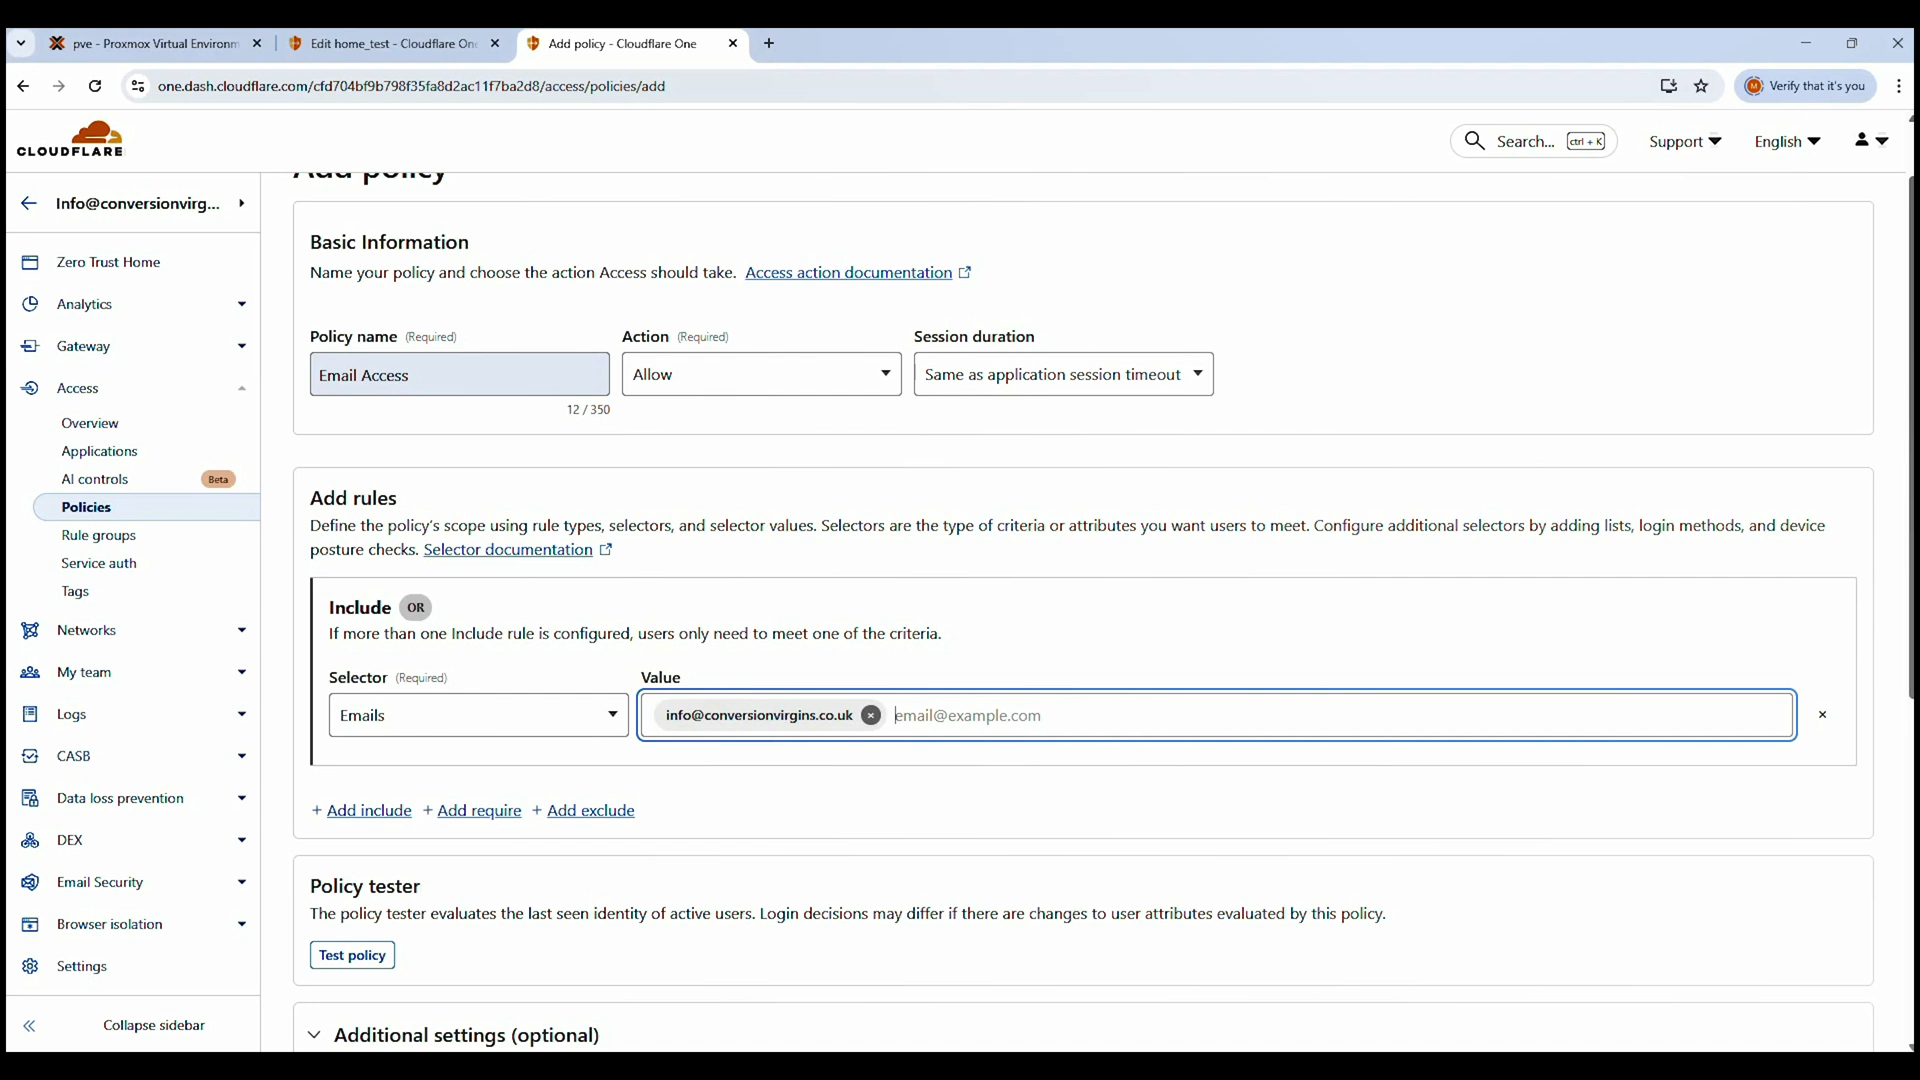 pve - Proxmox Virtual Environm
Edit home_test - Cloudflare On
Add policy - Cloudflare One
one.dash.cloudflare.com/cfd704bf9b798f35fa8d2ac11f7ba2d8/access/policies/add
M
Verify that it's you
CLOUDFLARE
Search...
ctrl + K
Support
English
Info@conversionvirg...
Zero Trust Home
Analytics
Gateway
Access
Overview
Applications
AI controls
Beta
Policies
Rule groups
Service auth
Tags
Networks
My team
Logs
CASB
Data loss prevention
DEX
Email Security
Browser isolation
Settings
Collapse sidebar
Add policy
Basic Information
Name your policy and choose the action Access should take. Access action documentation
Policy name (Required)
Action (Required)
Session duration
Email Access
Allow
Same as application session timeout
12 / 350
Add rules
Define the policy's scope using rule types, selectors, and selector values. Selectors are the type of criteria or attributes you want users to meet. Configure additional selectors by adding lists, login methods, and device
posture checks. Selector documentation
Include OR
If more than one Include rule is configured, users only need to meet one of the criteria.
Selector (Required)
Value
Emails
info@conversionvirgins.co.uk
email@example.com
+ Add include + Add require + Add exclude
Policy tester
The policy tester evaluates the last seen identity of active users. Login decisions may differ if there are changes to user attributes evaluated by this policy.
Test policy
Additional settings (optional)